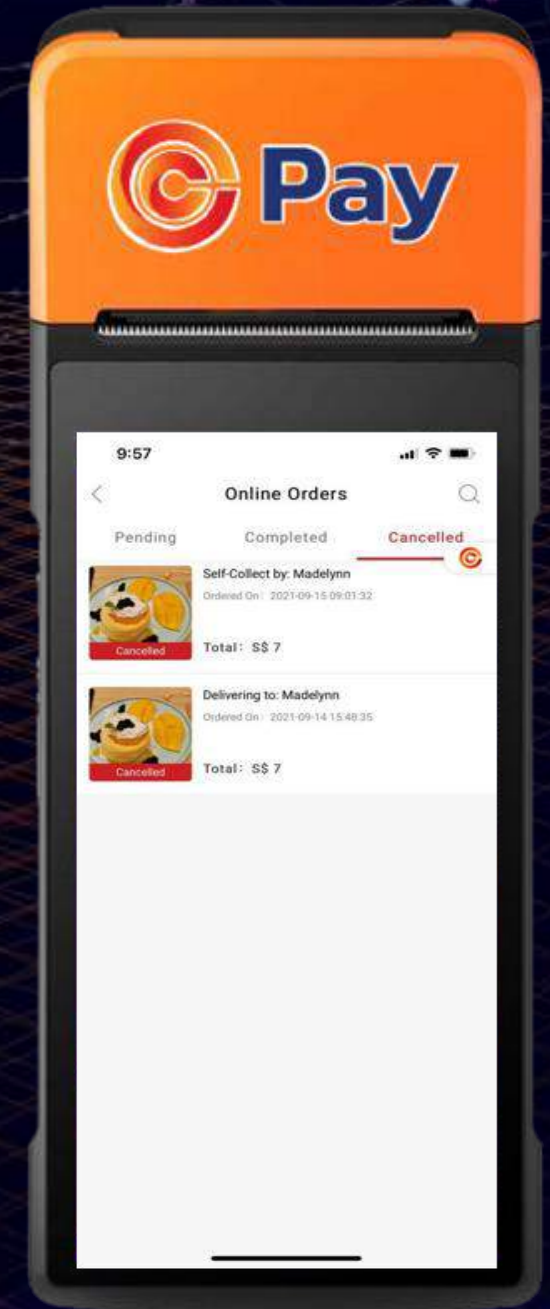 Pay
9:57
Online Orders
Pending Completed Cancelled
Self-Collect by: Madelynn
Ordered On： 2021-09-15 09:01:32
Cancelled
Total： S$ 7
Delivering to: Madelynn
Ordered On： 2021-09-14 15:48:35
Cancelled
Total： S$ 7